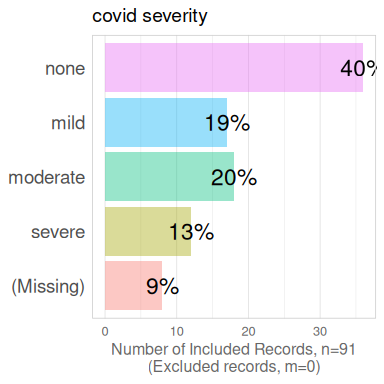 covid severity
none
40%
mild
19%
moderate
20%
severe
13%
(Missing)
9%
0 10 20 30
Number of Included Records, n=91
(Excluded records, m=0)